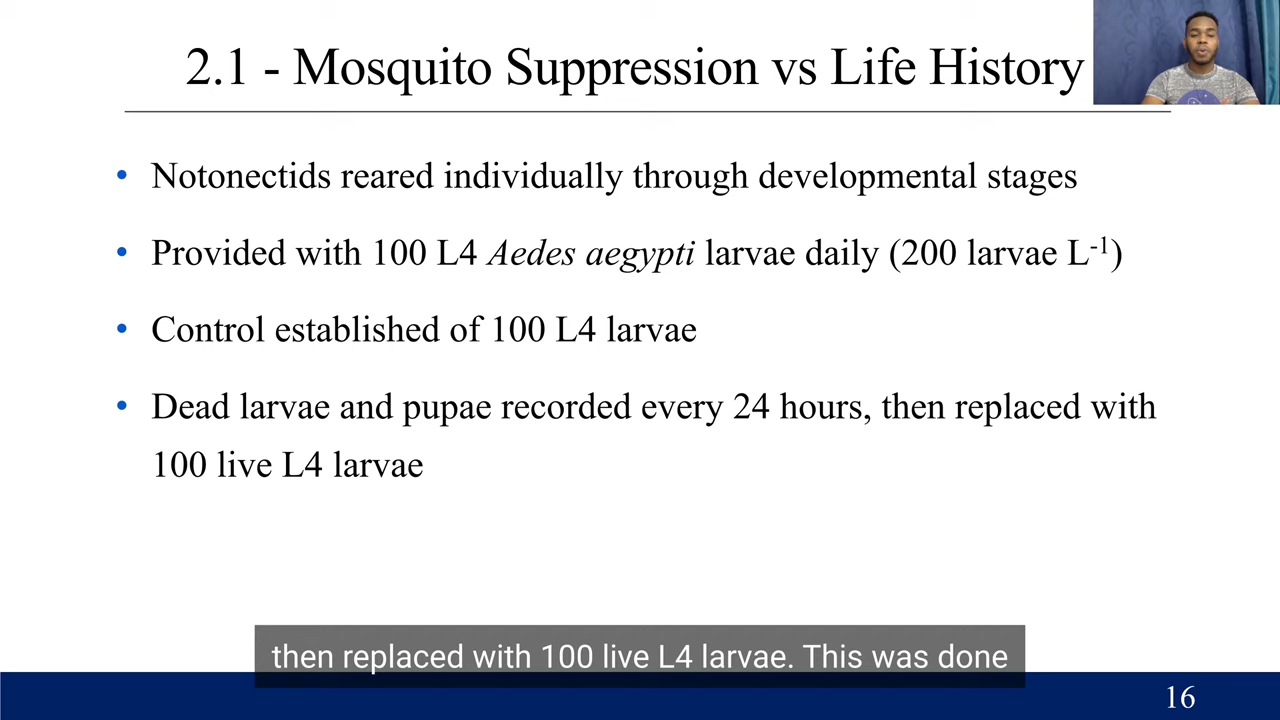 2.1 - Mosquito Suppression vs Life History
• Notonectids reared individually through developmental stages
• Provided with 100 L4 Aedes aegypti larvae daily (200 larvae L⁻¹)
• Control established of 100 L4 larvae
• Dead larvae and pupae recorded every 24 hours, then replaced with
100 live L4 larvae
then replaced with 100 live L4 larvae. This was done
16